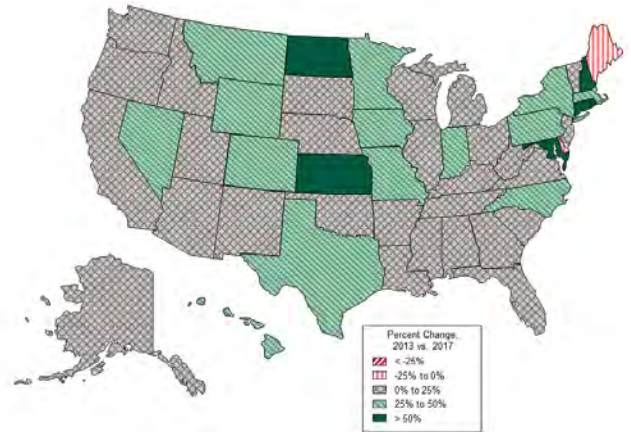 Percent Change,
2013 vs. 2017
< -25%
-25% to 0%
0% to 25%
25% to 50%
> 50%